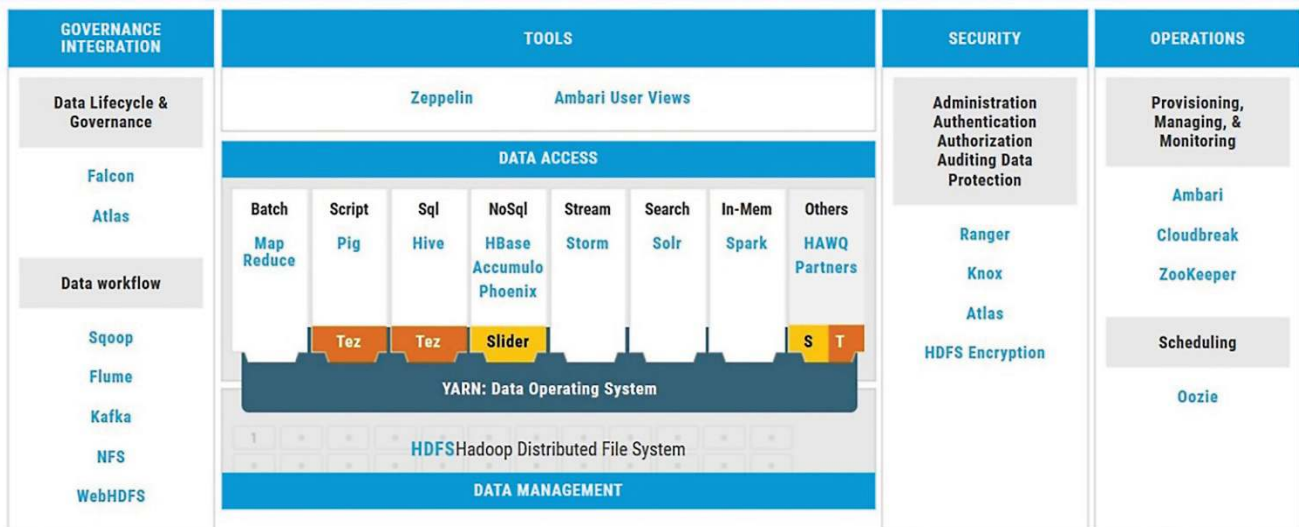 GOVERNANCE
INTEGRATION
Data Lifecycle &
Governance
Falcon
Atlas
Data workflow
Sqoop
Flume
Kafka
NFS
WebHDFS
TOOLS
Zeppelin
Ambari User Views
DATA ACCESS
Batch
Map
Reduce
Script
Pig
Tez
Sql
Hive
Tez
NoSql
HBase
Accumulo
Phoenix
Slider
Stream
Storm
Search
Solr
In-Mem
Spark
Others
HAWQ
Partners
S
T
YARN: Data Operating System
1
HDFSHadoop Distributed File System
DATA MANAGEMENT
SECURITY
Administration
Authentication
Authorization
Auditing Data
Protection
Ranger
Knox
Atlas
HDFS Encryption
OPERATIONS
Provisioning,
Managing, &
Monitoring
Ambari
Cloudbreak
ZooKeeper
Scheduling
Oozie